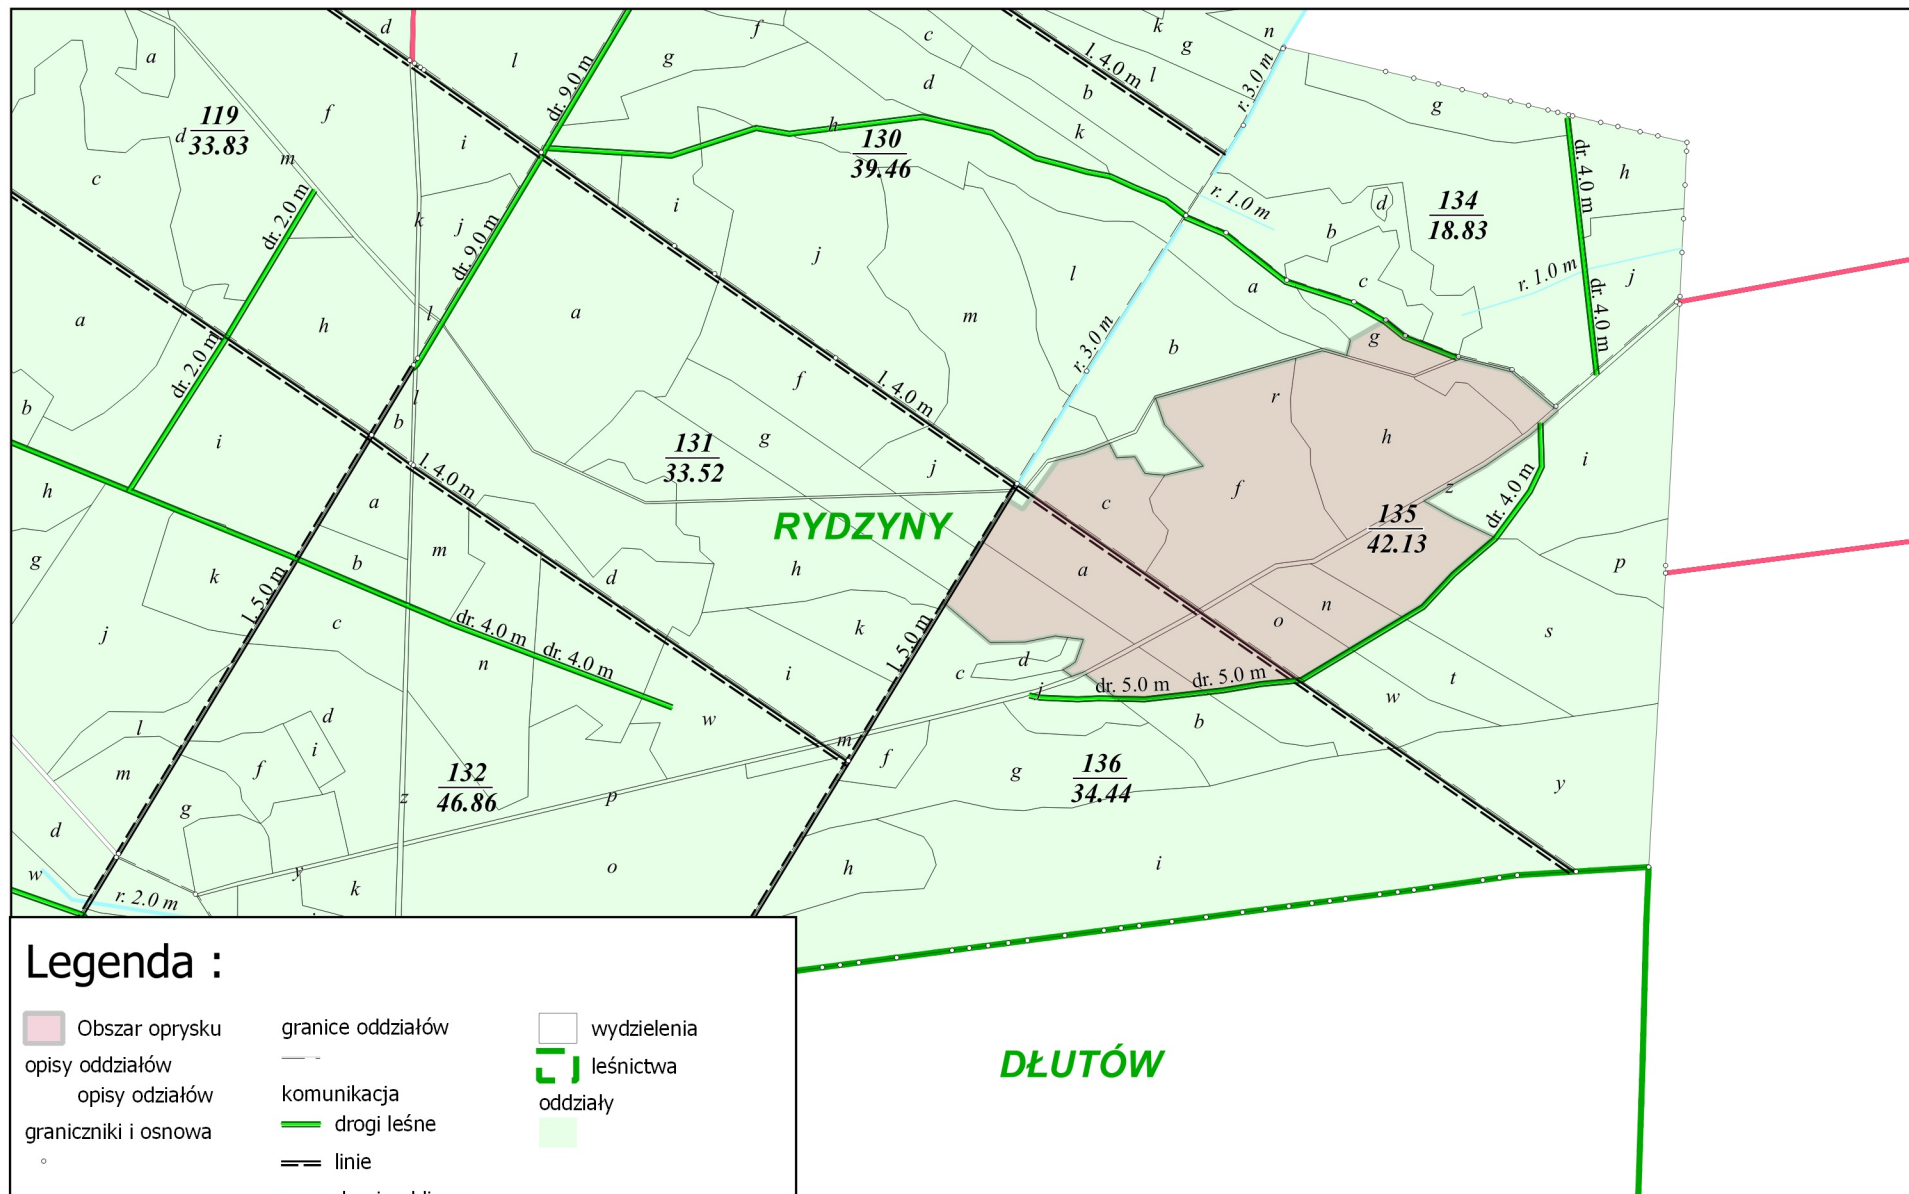 d
l
g
f
c
k
g
n
l. 4.0 m
l
r. 3.0 m
a
dr. 9.0 m
d
b
g
119
33.83
d
f
i
h
130
39.46
k
dr. 4.0 m
h
c
m
dr. 2.0 m
k
j
dr. 9.0 m
i
j
l
r. 1.0 m
b
d
134
18.83
a
h
l
a
m
r. 3.0 m
b
a
c
r. 1.0 m
j
dr. 4.0 m
dr. 2.0 m
g
b
l
b
f
l. 4.0 m
r
h
i
131
33.52
g
j
i
h
l. 4.0 m
a
c
f
z
dr. 4.0 m
RYDZYNY
135
42.13
g
k
b
m
d
h
a
p
l. 5.0 m
j
c
dr. 4.0 m
dr. 4.0 m
n
k
l. 5.0 m
n
o
s
i
c
d
j
dr. 5.0 m
dr. 5.0 m
t
w
l
d
w
b
m
i
f
m
f
g
136
34.44
y
132
46.86
z
p
g
d
w
y
k
o
h
i
r. 2.0 m
Legenda :
Obszar oprysku
opisy oddziałów
opisy odziałów
graniczniki i osnowa
granice oddziałów
komunikacja
drogi leśne
linie
wydzielenia
leśnictwa
oddziały
DŁUTÓW